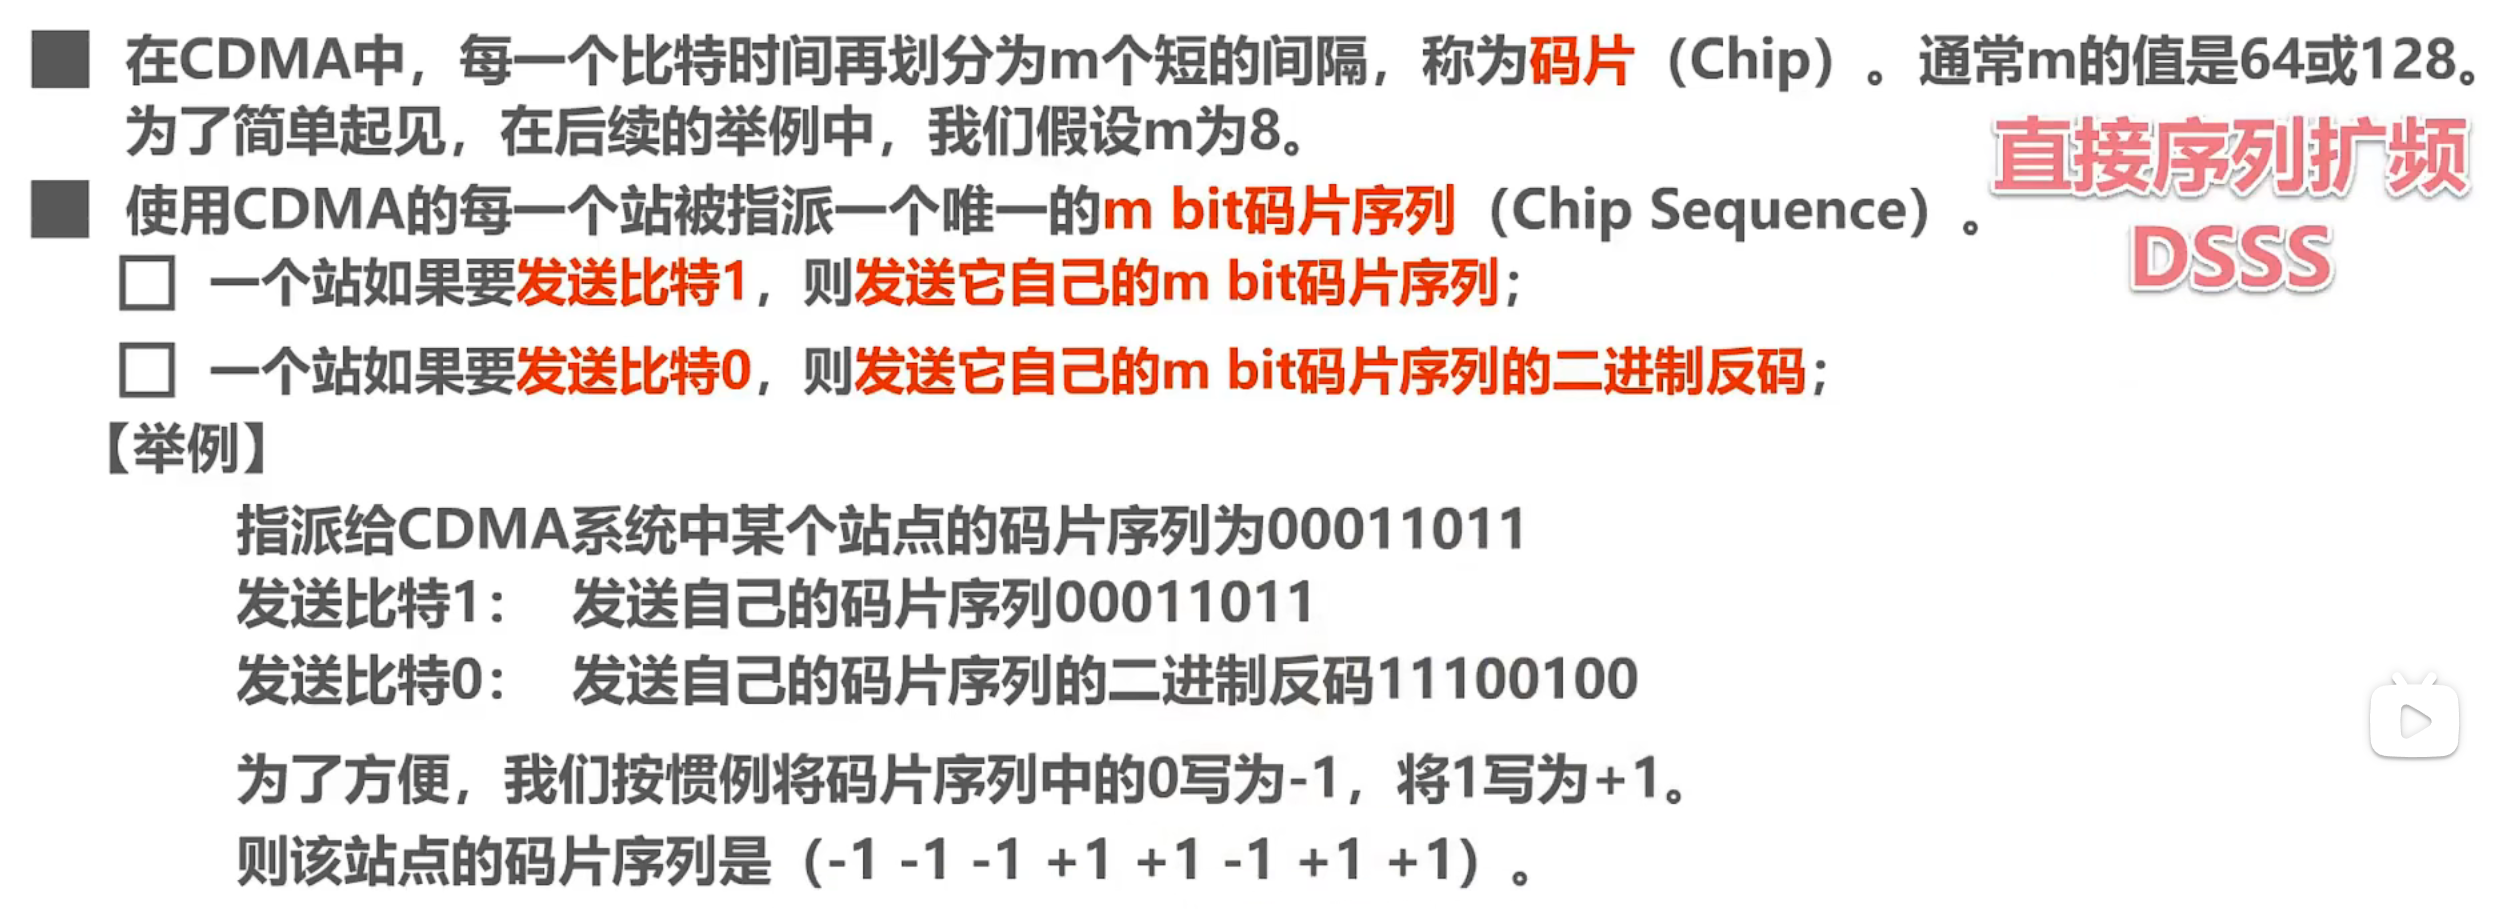 在CDMA中，每一个比特时间再划分为m个短的间隔，称为码片（Chip）。通常m的值是64或128。
为了简单起见，在后续的举例中，我们假设m为8。
直接序列扩频
使用CDMA的每一个站被指派一个唯一的m bit码片序列（Chip Sequence）。
DSSS
一个站如果要发送比特1，则发送它自己的m bit码片序列；
一个站如果要发送比特0，则发送它自己的m bit码片序列的二进制反码；
【举例】
指派给CDMA系统中某个站点的码片序列为00011011
发送比特1： 发送自己的码片序列00011011
发送比特0： 发送自己的码片序列的二进制反码11100100
为了方便，我们按惯例将码片序列中的0写为-1，将1写为+1。
则该站点的码片序列是（-1 -1 -1 +1 +1 -1 +1 +1）。